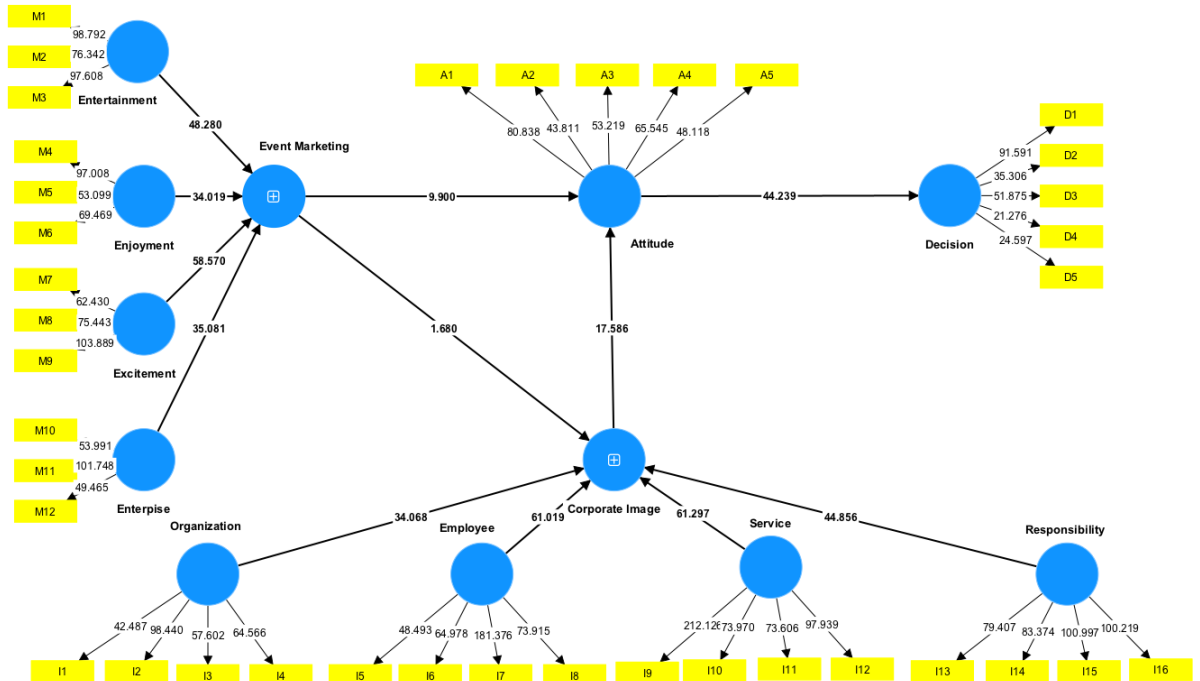 M1
98.792
M2
76.342
97.608
M3
Entertainment
48.280
M4
97.008
M5
53.099
69.469
M6
Enjoyment
34.019
Event Marketing
M7
62.430
M8
75.443
103.889
M9
Excitement
58.570
35.081
M10
53.991
M11
101.748
49.465
M12
Enterpise
A1
A2
A3
A4
A5
80.838
43.811
53.219
65.545
48.118
9.900
Attitude
44.239
Decision
D1
91.591
D2
35.306
D3
51.875
21.276
D4
24.597
D5
1.680
17.586
Corporate Image
Organization
34.068
Employee
61.019
61.297
Service
44.856
Responsibility
42.487
98.440
57.602
64.566
I1
I2
I3
I4
48.493
64.978
181.376
73.915
I5
I6
I7
I8
212.126
73.970
73.606
97.939
I9
I10
I11
I12
79.407
83.374
100.997
100.219
I13
I14
I15
I16